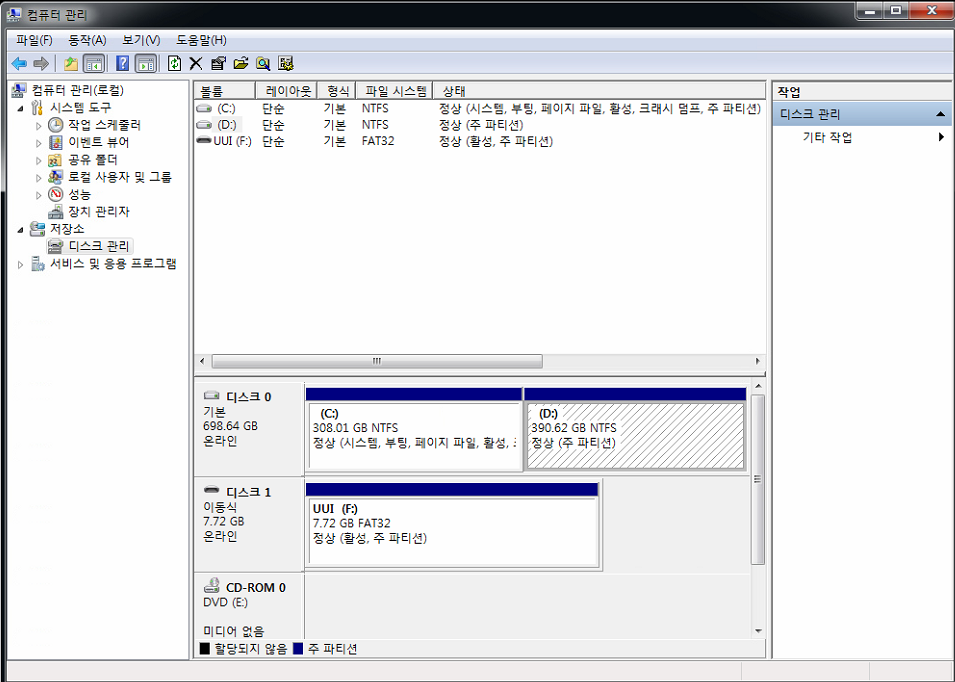 컴퓨터 관리
파일(F) 동작(A) 보기(V) 도움말(H)
컴퓨터 관리(로컬)
시스템 도구
작업 스케줄러
이벤트 뷰어
공유 폴더
로컬 사용자 및 그룹
성능
장치 관리자
저장소
디스크 관리
서비스 및 응용 프로그램
볼륨 레이아웃 형식 파일 시스템 상태
(C:) 단순 기본 NTFS 정상 (시스템, 부팅, 페이지 파일, 활성, 크래시 덤프, 주 파티션)
(D:) 단순 기본 NTFS 정상 (주 파티션)
UUI (F:) 단순 기본 FAT32 정상 (활성, 주 파티션)
디스크 0
기본
698.64 GB
온라인
(C:)
308.01 GB NTFS
정상 (시스템, 부팅, 페이지 파일, 활성,
(D:)
390.62 GB NTFS
정상 (주 파티션)
디스크 1
이동식
7.72 GB
온라인
UUI (F:)
7.72 GB FAT32
정상 (활성, 주 파티션)
CD-ROM 0
DVD (E:)
미디어 없음
할당되지 않음 주 파티션
작업
디스크 관리
기타 작업